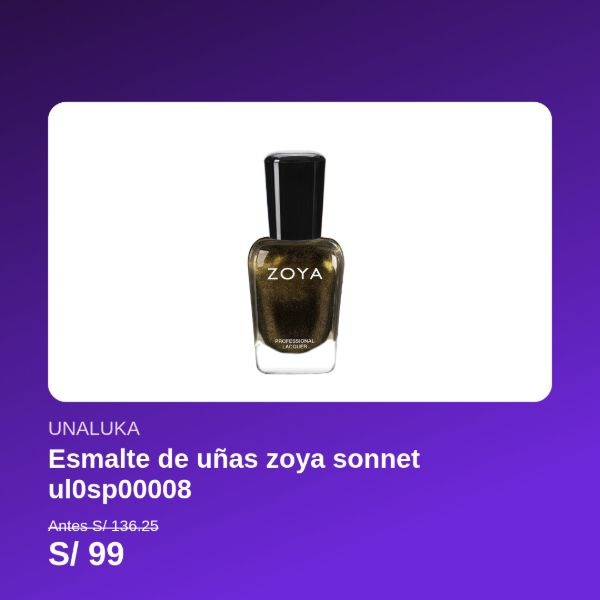 ZOYA
PROFESSIONAL
LACQUER
UNALUKA
Esmalte de uñas zoya sonnet
ul0sp00008
Antes S/ 136.25
S/ 99